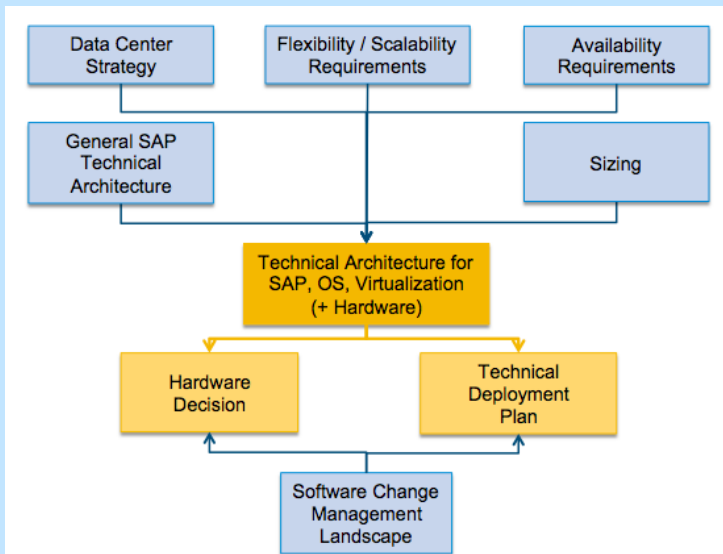 Data Center
Strategy
Flexibility / Scalability
Requirements
Availability
Requirements
General SAP
Technical
Architecture
Sizing
Technical Architecture for
SAP, OS, Virtualization
(+ Hardware)
Hardware
Decision
Technical
Deployment
Plan
Software Change
Management
Landscape